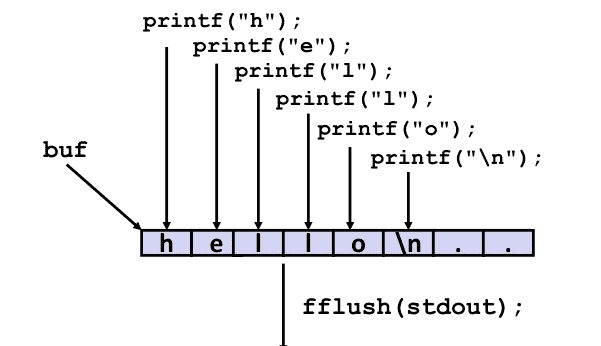 printf("h");
printf("e");
printf("l");
printf("l");
printf("o");
printf("\n");
buf
h e l l o \n . .
fflush(stdout);